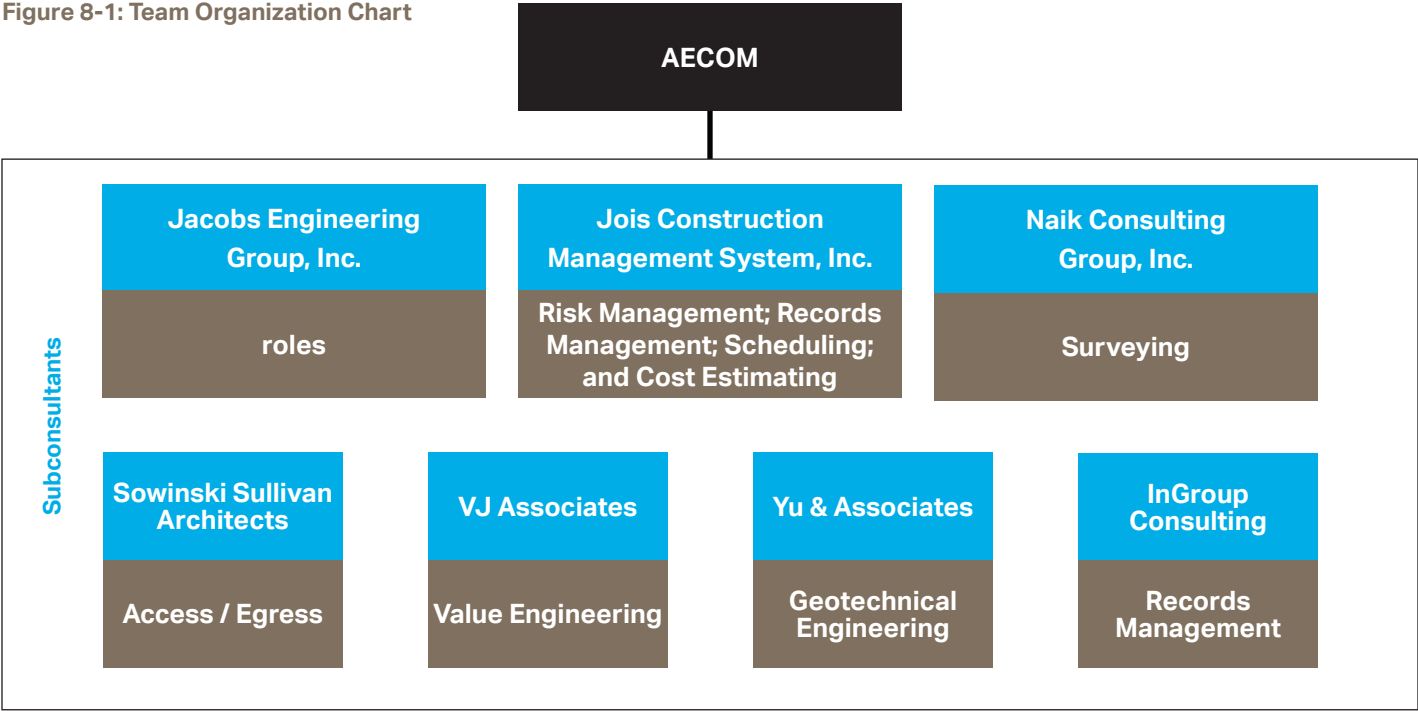 Figure 8-1: Team Organization Chart
AECOM
Subconsultants
Jacobs Engineering
Group, Inc.
roles
Jois Construction
Management System, Inc.
Risk Management; Records
Management; Scheduling;
and Cost Estimating
Naik Consulting
Group, Inc.
Surveying
Sowinski Sullivan
Architects
Access / Egress
VJ Associates
Value Engineering
Yu & Associates
Geotechnical
Engineering
InGroup
Consulting
Records
Management